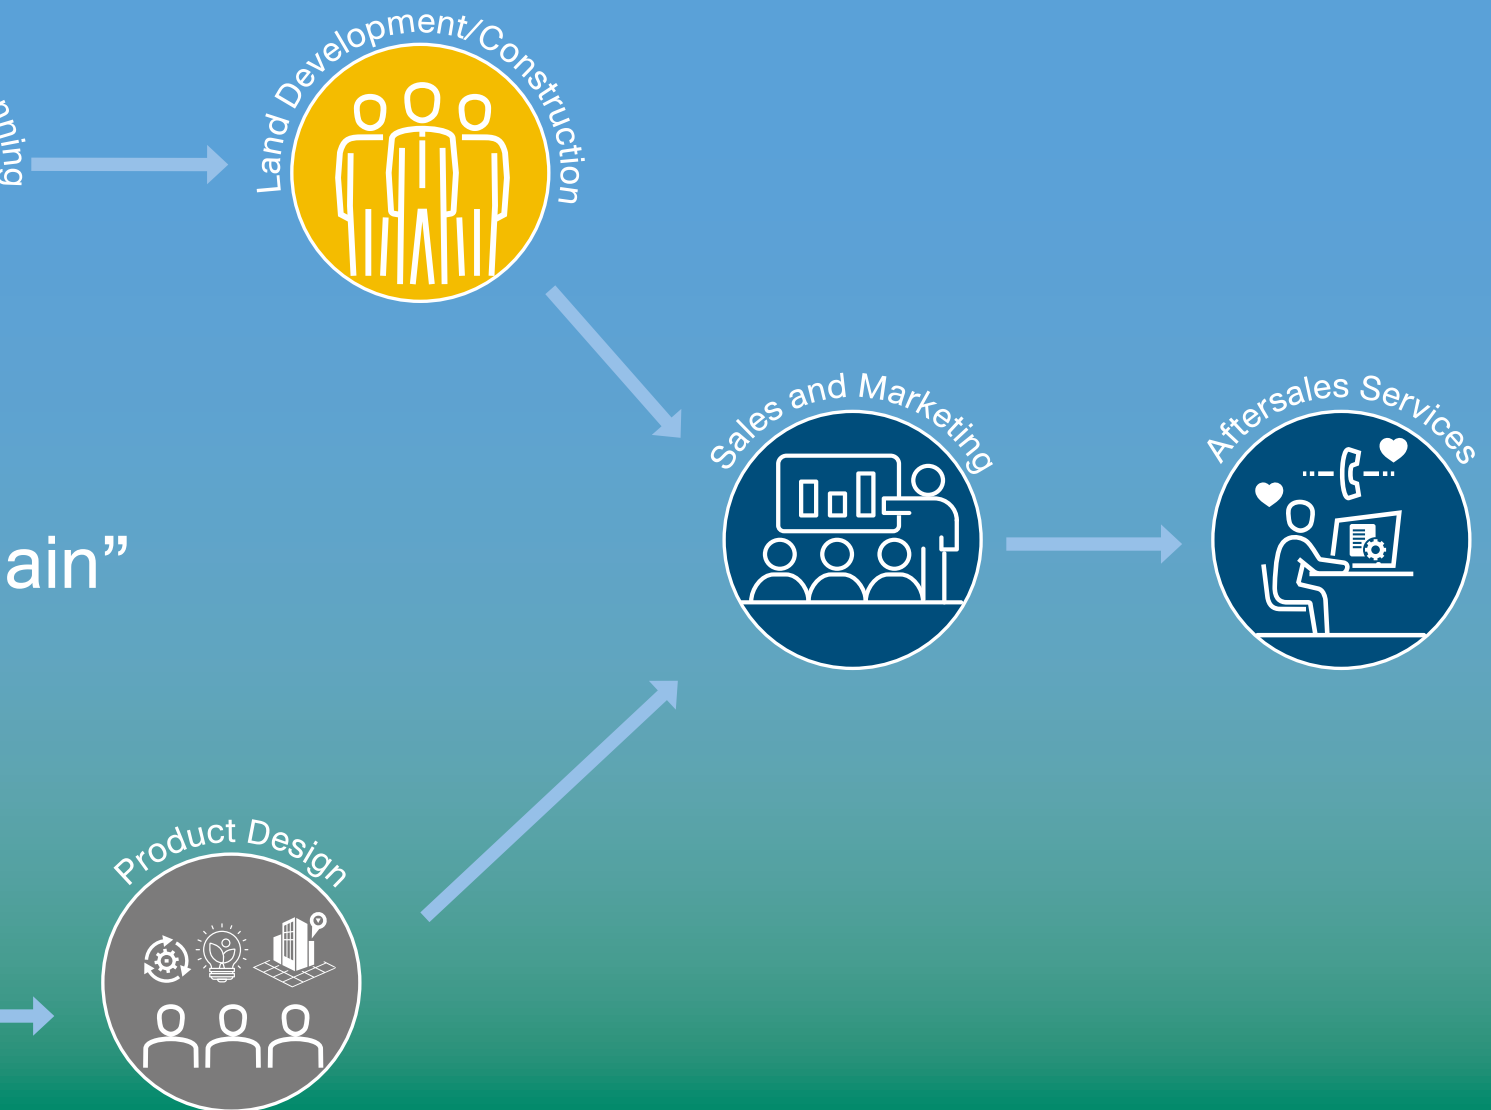 Land Development/Construction
Sales and Marketing
Aftersales Services
ain”
Product Design